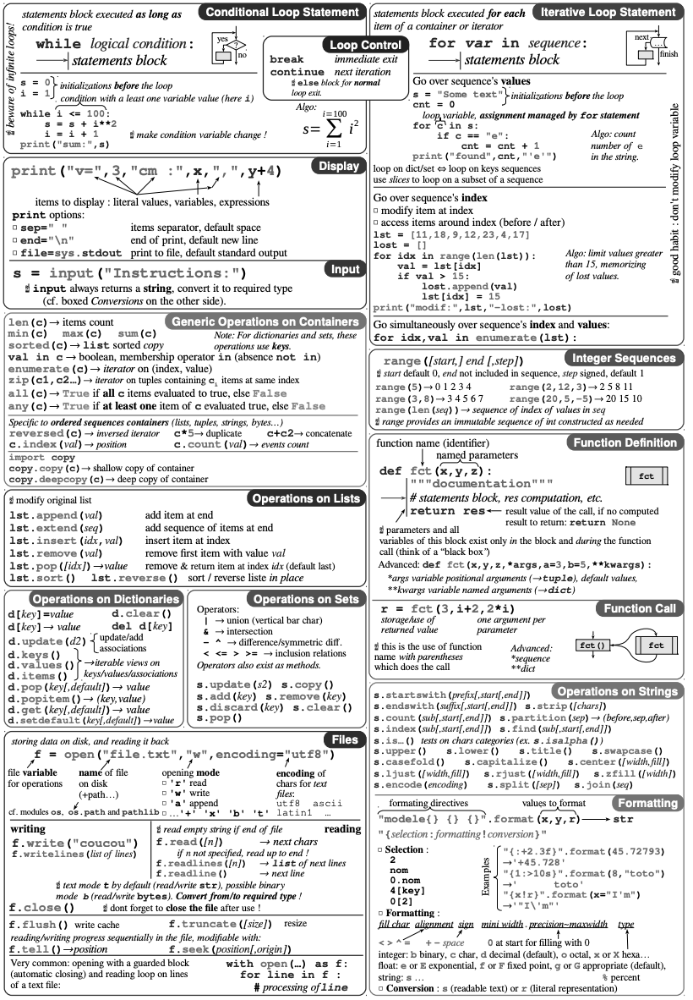 Conditional Loop Statement
statements block executed as long as
condition is true
while logical condition:
statements block
yes
?
no
☝ beware of infinite loops!
s = 0
i = 1
initializations before the loop
condition with a least one variable value (here i)
while i <= 100:
s = s + i**2
i = i + 1
☝ make condition variable change !
print("sum:",s)
Algo:
i=100
s= ∑ i²
i=1
Loop Control
break immediate exit
continue next iteration
☝ else block for normal
loop exit.
Iterative Loop Statement
statements block executed for each
item of a container or iterator
for var in sequence:
statements block
next
…
finish
Go over sequence's values
s = "Some text"
cnt = 0
initializations before the loop
loop variable, assignment managed by for statement
for c in s:
if c == "e":
cnt = cnt + 1
print("found",cnt,"'e'")
Algo: count
number of e
in the string.
loop on dict/set ⇔ loop on keys sequences
use slices to loop on a subset of a sequence
Go over sequence's index
□ modify item at index
□ access items around index (before / after)
lst = [11,18,9,12,23,4,17]
lost = []
for idx in range(len(lst)):
val = lst[idx]
if val > 15:
lost.append(val)
lst[idx] = 15
print("modif:",lst,"-lost:",lost)
Algo: limit values greater
than 15, memorizing
of lost values.
☝ good habit : don't modify loop variable
Go simultaneously over sequence's index and values:
for idx,val in enumerate(lst):
Display
print("v=",3,"cm :",x,",",y+4)
items to display : literal values, variables, expressions
print options:
□ sep=" " items separator, default space
□ end="\n" end of print, default new line
□ file=sys.stdout print to file, default standard output
Input
s = input("Instructions:")
☝ input always returns a string, convert it to required type
(cf. boxed Conversions on the other side).
Generic Operations on Containers
len(c)→ items count
min(c) max(c) sum(c)
sorted(c)→ list sorted copy
Note: For dictionaries and sets, these
operations use keys.
val in c → boolean, membership operator in (absence not in)
enumerate(c)→ iterator on (index, value)
zip(c1,c2…)→ iterator on tuples containing ci items at same index
all(c)→ True if all c items evaluated to true, else False
any(c)→ True if at least one item of c evaluated true, else False
Specific to ordered sequences containers (lists, tuples, strings, bytes…)
reversed(c)→ inversed iterator c*5→ duplicate c+c2→ concatenate
c.index(val)→ position c.count(val)→ events count
import copy
copy.copy(c)→ shallow copy of container
copy.deepcopy(c)→ deep copy of container
Integer Sequences
range([start,] end [,step])
☝ start default 0, end not included in sequence, step signed, default 1
range(5)→ 0 1 2 3 4 range(2,12,3)→ 2 5 8 11
range(3,8)→ 3 4 5 6 7 range(20,5,-5)→ 20 15 10
range(len(seq))→ sequence of index of values in seq
☝ range provides an immutable sequence of int constructed as needed
Operations on Lists
☝ modify original list
lst.append(val) add item at end
lst.extend(seq) add sequence of items at end
lst.insert(idx,val) insert item at index
lst.remove(val) remove first item with value val
lst.pop([idx])→value remove & return item at index idx (default last)
lst.sort() lst.reverse() sort / reverse liste in place
Function Definition
function name (identifier)
named parameters
def fct(x,y,z):
"""documentation"""
# statements block, res computation, etc.
return res← result value of the call, if no computed
result to return: return None
fct
☝ parameters and all
variables of this block exist only in the block and during the function
call (think of a "black box")
Advanced: def fct(x,y,z,*args,a=3,b=5,**kwargs):
*args variable positional arguments (→tuple), default values,
**kwargs variable named arguments (→dict)
Operations on Dictionaries
d[key]=value d.clear()
d[key]→ value del d[key]
d.update(d2) update/add
associations
d.keys()
d.values()
d.items()
→iterable views on
keys/values/associations
d.pop(key[,default])→ value
d.popitem()→ (key,value)
d.get(key[,default])→ value
d.setdefault(key[,default])→value
Operations on Sets
Operators:
| → union (vertical bar char)
& → intersection
- ^ → difference/symmetric diff.
< <= > >= → inclusion relations
Operators also exist as methods.
s.update(s2) s.copy()
s.add(key) s.remove(key)
s.discard(key) s.clear()
s.pop()
Function Call
r = fct(3,i+2,2*i)
storage/use of
returned value
one argument per
parameter
☝ this is the use of function
name with parentheses
which does the call
Advanced:
*sequence
**dict
fct()
fct
Operations on Strings
s.startswith(prefix[,start[,end]])
s.endswith(suffix[,start[,end]]) s.strip([chars])
s.count(sub[,start[,end]]) s.partition(sep)→ (before,sep,after)
s.index(sub[,start[,end]]) s.find(sub[,start[,end]])
s.is…() tests on chars categories (ex. s.isalpha())
s.upper() s.lower() s.title() s.swapcase()
s.casefold() s.capitalize() s.center([width,fill])
s.ljust([width,fill]) s.rjust([width,fill]) s.zfill([width])
s.encode(encoding) s.split([sep]) s.join(seq)
Files
storing data on disk, and reading it back
f = open("file.txt","w",encoding="utf8")
file variable
for operations
name of file
on disk
(+path…)
opening mode
□ 'r' read
□ 'w' write
□ 'a' append
□ …'+' 'x' 'b' 't'
encoding of
chars for text
files:
utf8 ascii
latin1 …
cf. modules os, os.path and pathlib
writing
f.write("coucou")
f.writelines(list of lines)
☝ read empty string if end of file reading
f.read([n]) → next chars
if n not specified, read up to end !
f.readlines([n]) → list of next lines
f.readline() → next line
☝ text mode t by default (read/write str), possible binary
mode b (read/write bytes). Convert from/to required type !
f.close() ☝ dont forget to close the file after use !
f.flush() write cache f.truncate([size]) resize
reading/writing progress sequentially in the file, modifiable with:
f.tell()→position f.seek(position[,origin])
Very common: opening with a guarded block
(automatic closing) and reading loop on lines
of a text file:
with open(…) as f:
for line in f :
# processing of line
Formatting
formatting directives values to format
"modele{} {} {}".format(x,y,r)→ str
"{selection:formatting!conversion}"
□ Selection :
2
nom
0.nom
4[key]
0[2]
Examples
"{:+2.3f}".format(45.72793)
→'+45.728'
"{1:>10s}".format(8,"toto")
→' toto'
"{x!r}".format(x="I'm")
→'"I\'m"'
□ Formatting :
fill char alignment sign mini width . precision~maxwidth type
< > ^ = + - space 0 at start for filling with 0
integer: b binary, c char, d decimal (default), o octal, x or X hexa…
float: e or E exponential, f or F fixed point, g or G appropriate (default),
string: s … % percent
□ Conversion : s (readable text) or r (literal representation)